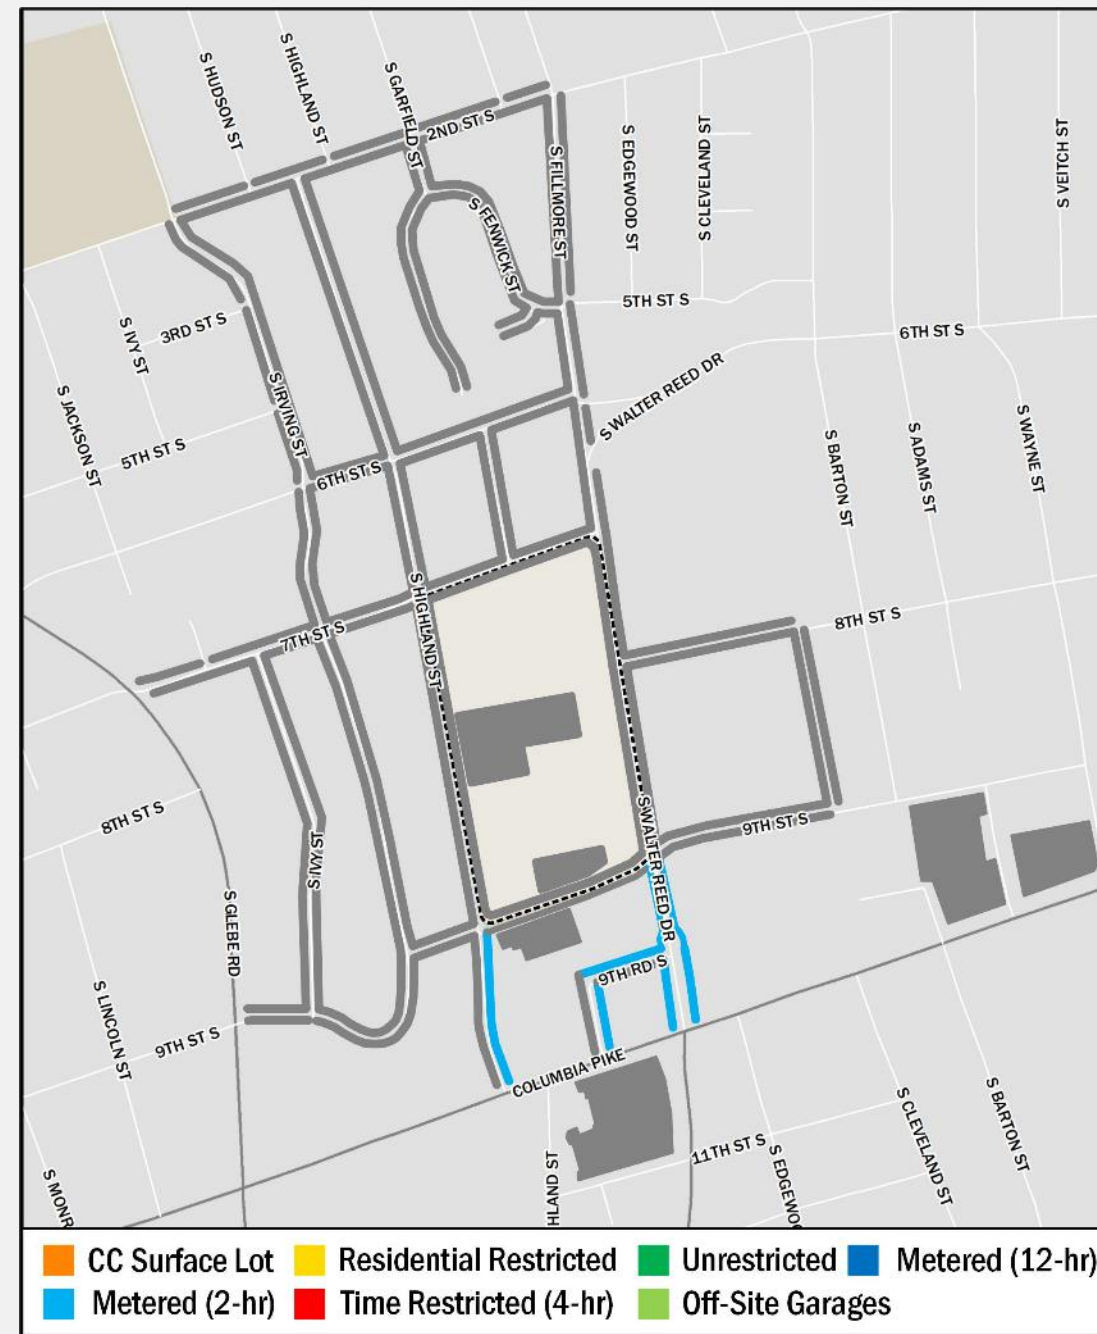 S HUDSON ST
S HIGHLAND ST
S GARFIELD ST
2ND ST S
S FILLMORE ST
S EDGEWOOD ST
S CLEVELAND ST
S VEITCH ST
S FENWICK ST
5TH ST S
3RD ST S
S IVY ST
6TH ST S
S WALTER REED DR
S JACKSON ST
S IRVING ST
5TH ST S
6TH ST S
S BARTON ST
S ADAMS ST
S WAYNE ST
S HIGHLAND ST
7TH ST S
8TH ST S
8TH ST S
S IVY ST
S WALTER REED DR
9TH ST S
S GLEBE RD
9TH RD S
S LINCOLN ST
9TH ST S
COLUMBIA PIKE
11TH ST S
S CLEVELAND ST
S BARTON ST
S MONR
HLAND ST
S EDGEWOO
CC Surface Lot Residential Restricted Unrestricted Metered (12-hr)
Metered (2-hr) Time Restricted (4-hr) Off-Site Garages